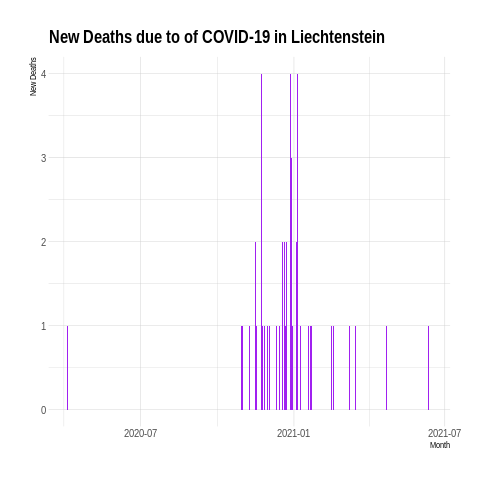 New Deaths due to of COVID-19 in Liechtenstein
New Deaths
4
3
2
1
0
2020-07 2021-01 2021-07
Month